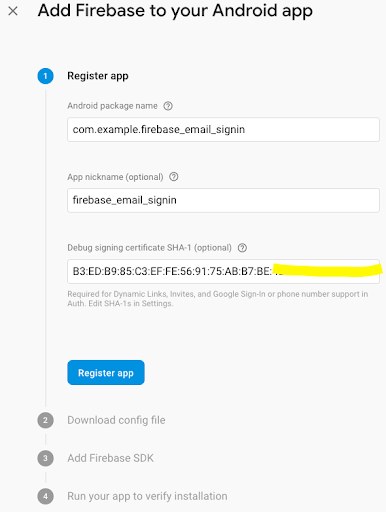 Add Firebase to your Android app
1 Register app
Android package name
com.example.firebase_email_signin
App nickname (optional)
firebase_email_signin
Debug signing certificate SHA-1 (optional)
B3:ED:B9:85:C3:EF:FE:56:91:75:AB:B7:BE:
Required for Dynamic Links, Invites, and Google Sign-In or phone number support in
Auth. Edit SHA-1s in Settings.
Register app
2 Download config file
3 Add Firebase SDK
4 Run your app to verify installation